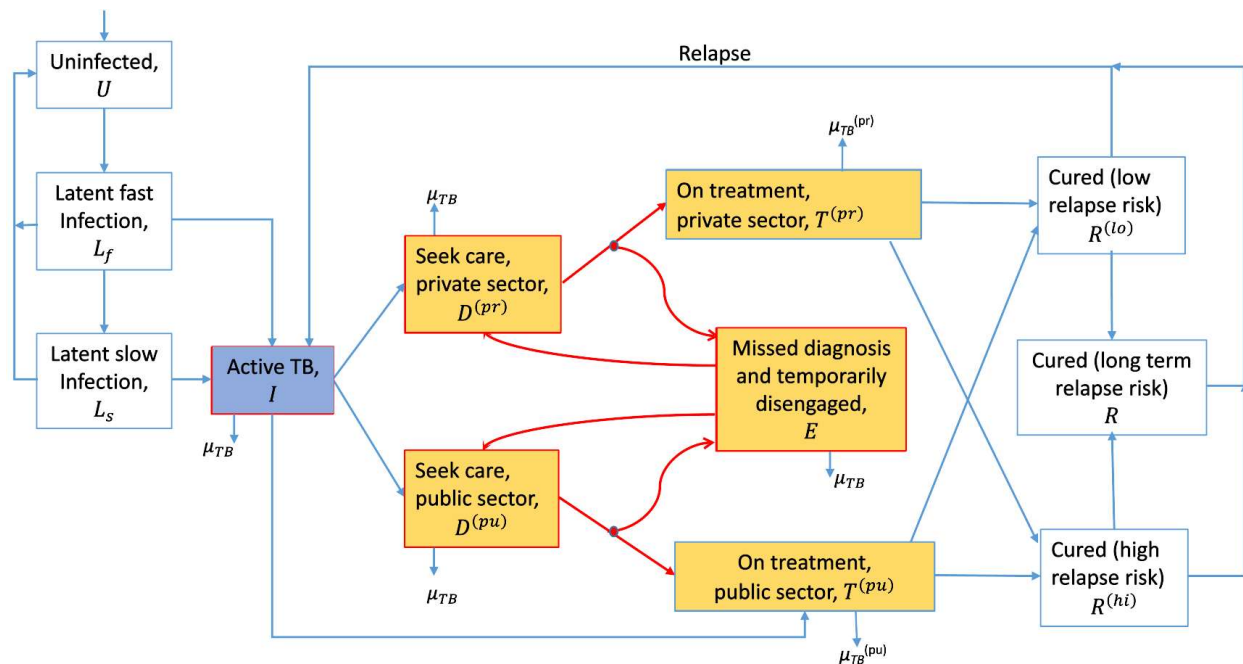 Uninfected,
U
Latent fast
Infection,
L_f
Latent slow
Infection,
L_s
Active TB,
I
μ_TB
Relapse
μ_TB
Seek care,
private sector,
D^(pr)
Seek care,
public sector,
D^(pu)
μ_TB
μ_TB^(pr)
On treatment,
private sector, T^(pr)
Missed diagnosis
and temporarily
disengaged,
E
μ_TB
On treatment,
public sector, T^(pu)
μ_TB^(pu)
Cured (low
relapse risk)
R^(lo)
Cured (long term
relapse risk)
R
Cured (high
relapse risk)
R^(hi)